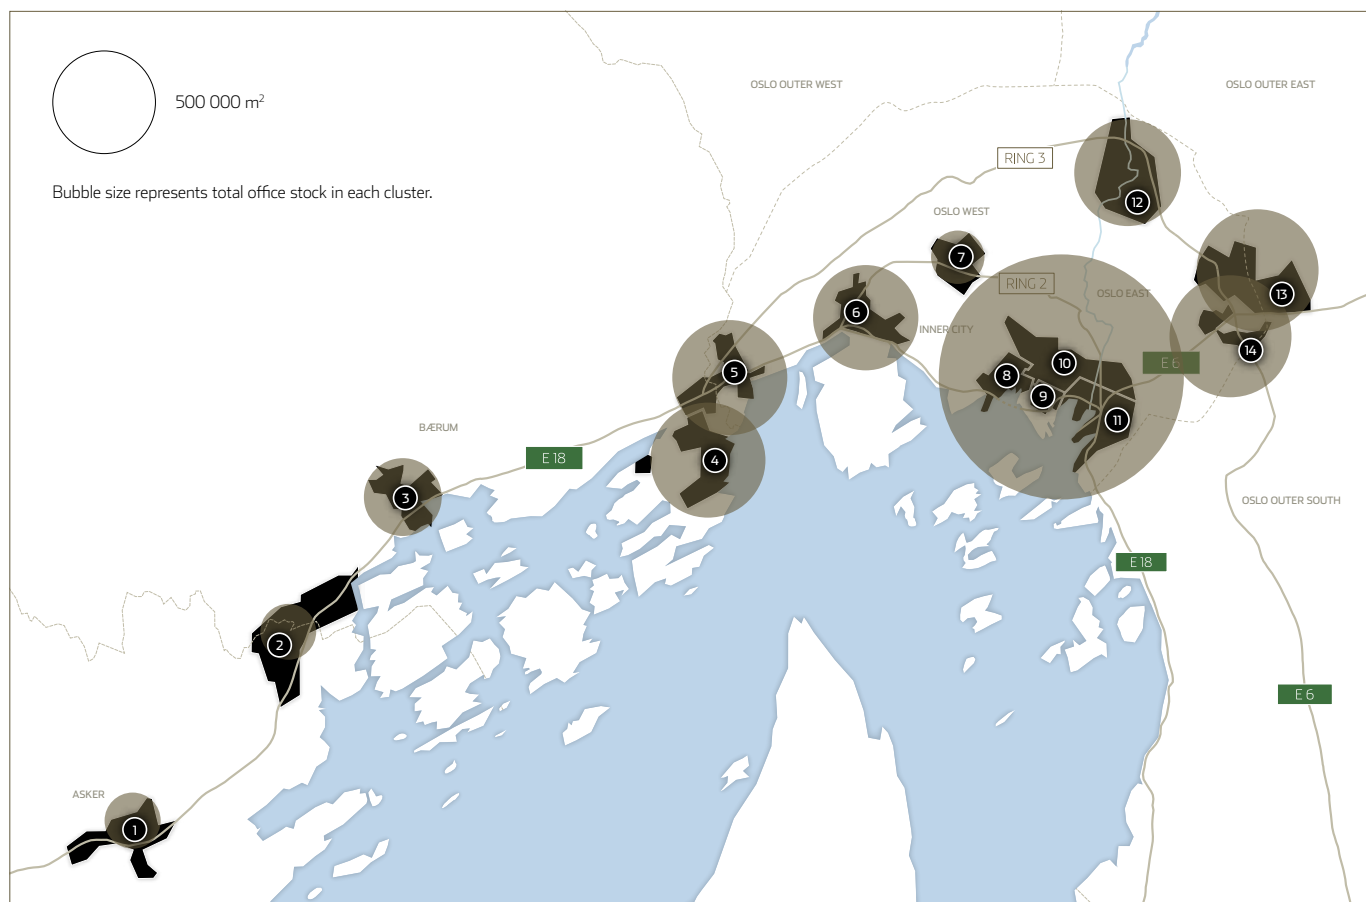 500 000 m²
Bubble size represents total office stock in each cluster.
OSLO OUTER WEST
OSLO OUTER EAST
RING 3
12
OSLO WEST
7
RING 2
OSLO EAST
13
6
INNER CITY
14
E 6
10
8
9
11
5
BÆRUM
E 18
4
3
OSLO OUTER SOUTH
E 18
2
E 6
ASKER
1